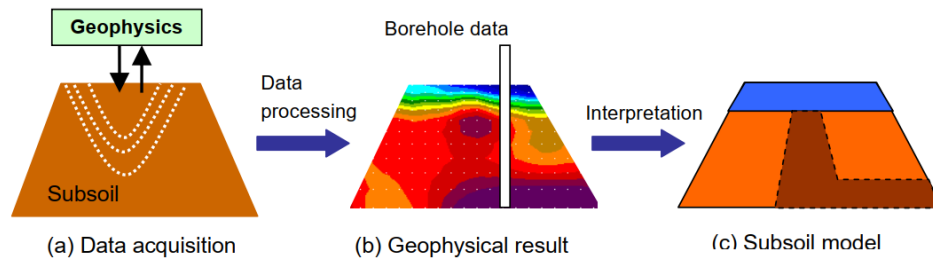 Geophysics
Borehole data
Data
processing
Interpretation
Subsoil
(a) Data acquisition
(b) Geophysical result
(c) Subsoil model